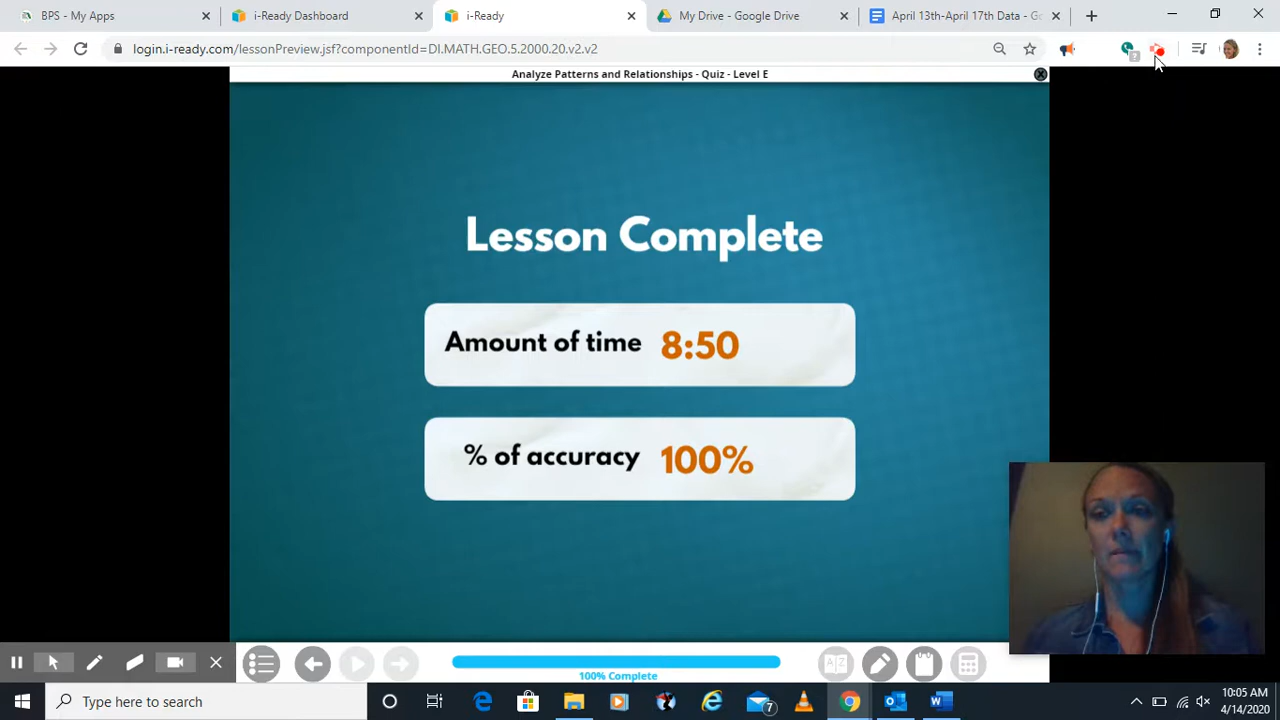 BPS - My Apps
i-Ready Dashboard
i-Ready
My Drive - Google Drive
April 13th-April 17th Data - Go
login.i-ready.com/lessonPreview.jsf?componentId=DI.MATH.GEO.5.2000.20.v2.v2
?
Analyze Patterns and Relationships - Quiz - Level E
Lesson Complete
Amount of time 8:50
% of accuracy 100%
100% Complete
A Z
Type here to search
7
10:05 AM
4/14/2020